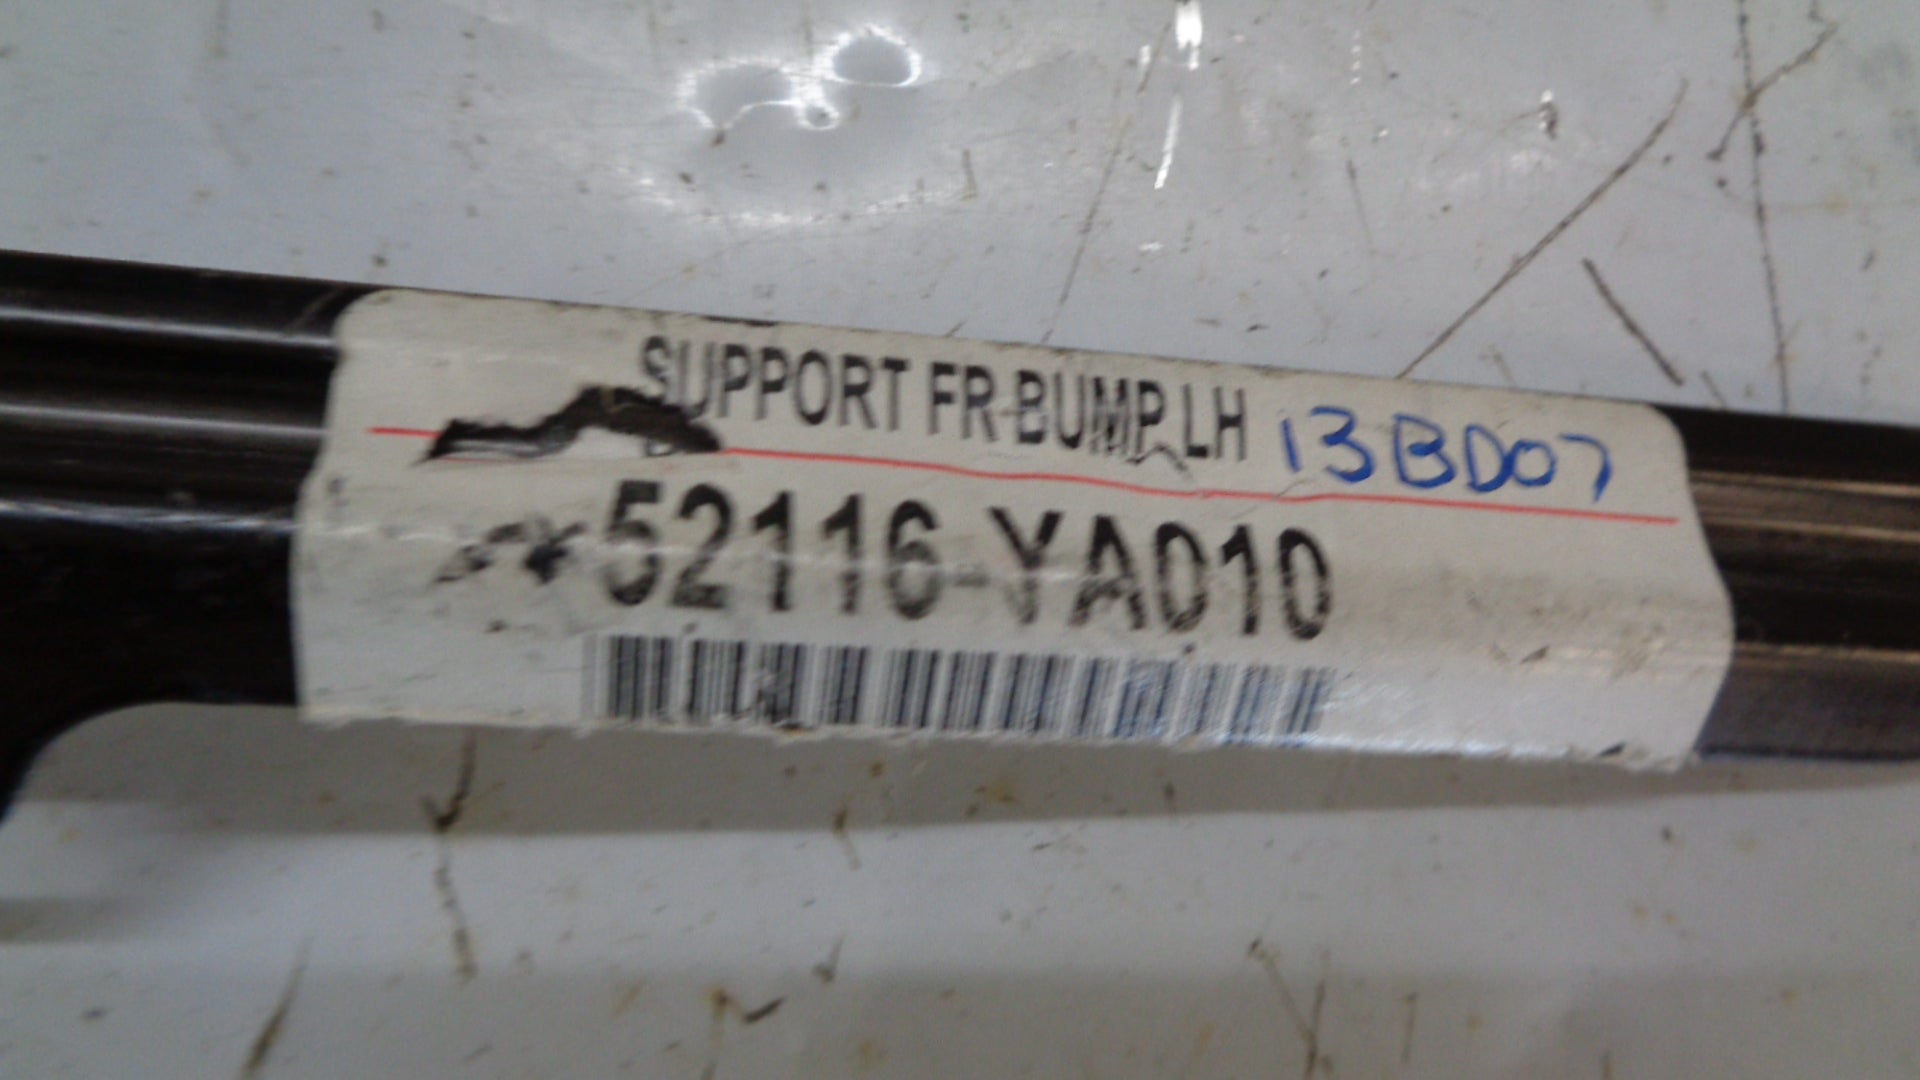 SUPPORT FR-BUMP, LH 13BD07
52116-YA010